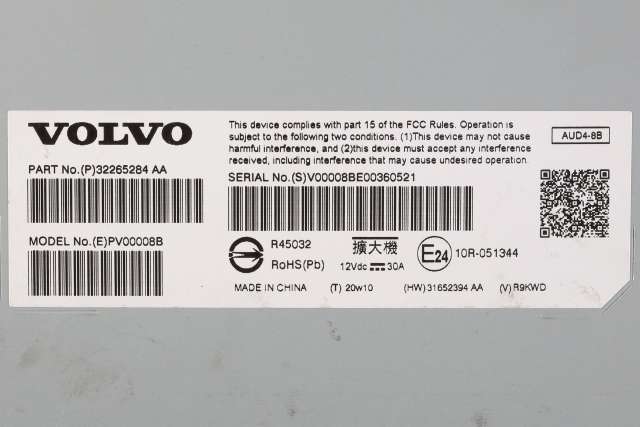 VOLVO
PART No.(P)32265284 AA
MODEL No.(E)PV00008B
This device complies with part 15 of the FCC Rules. Operation is
subject to the following two conditions. (1)This device may not cause
harmful interference, and (2)this device must accept any interference
received, including interference that may cause undesired operation.
SERIAL No.(S)V00008BE00360521
AUD4-8B
R45032
RoHS(Pb)
擴大機
12Vdc 30A
E24
10R-051344
MADE IN CHINA (T) 20w10 (HW)31652394 AA (V)R9KWD